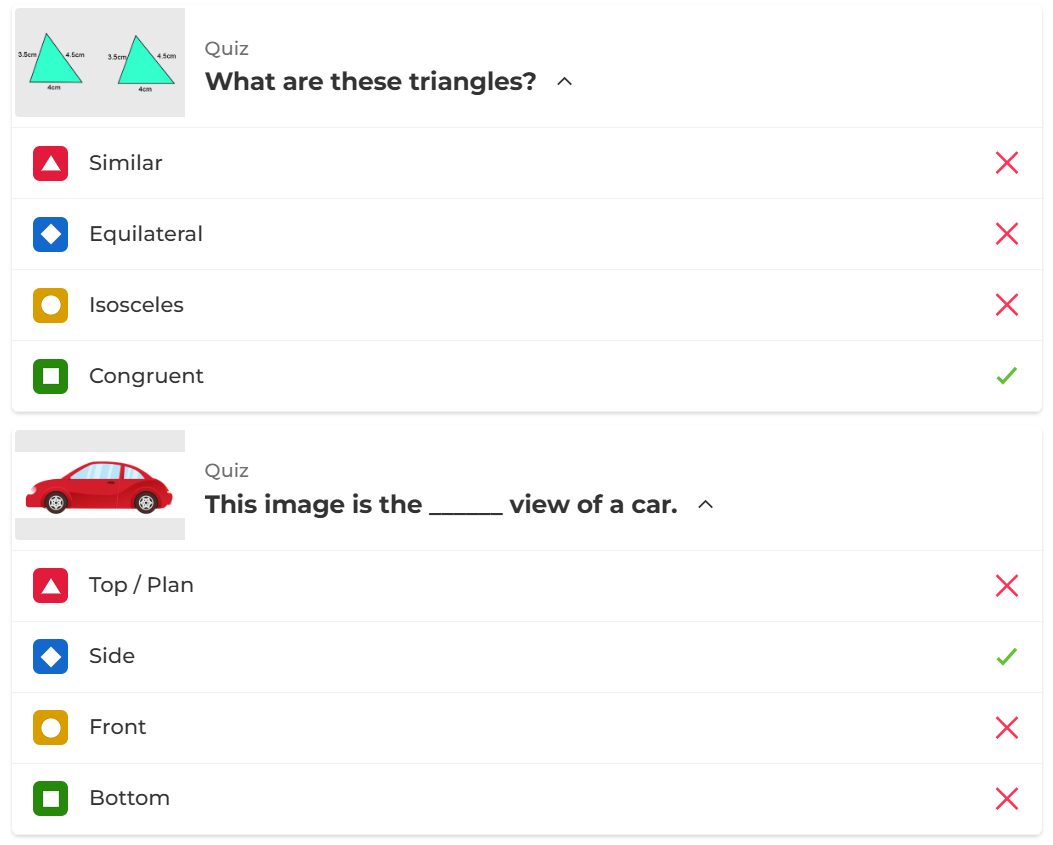 3.5cm 4.5cm 3.5cm 4.5cm
4cm 4cm
Quiz
What are these triangles?
Similar
Equilateral
Isosceles
Congruent
Quiz
This image is the ______ view of a car.
Top / Plan
Side
Front
Bottom